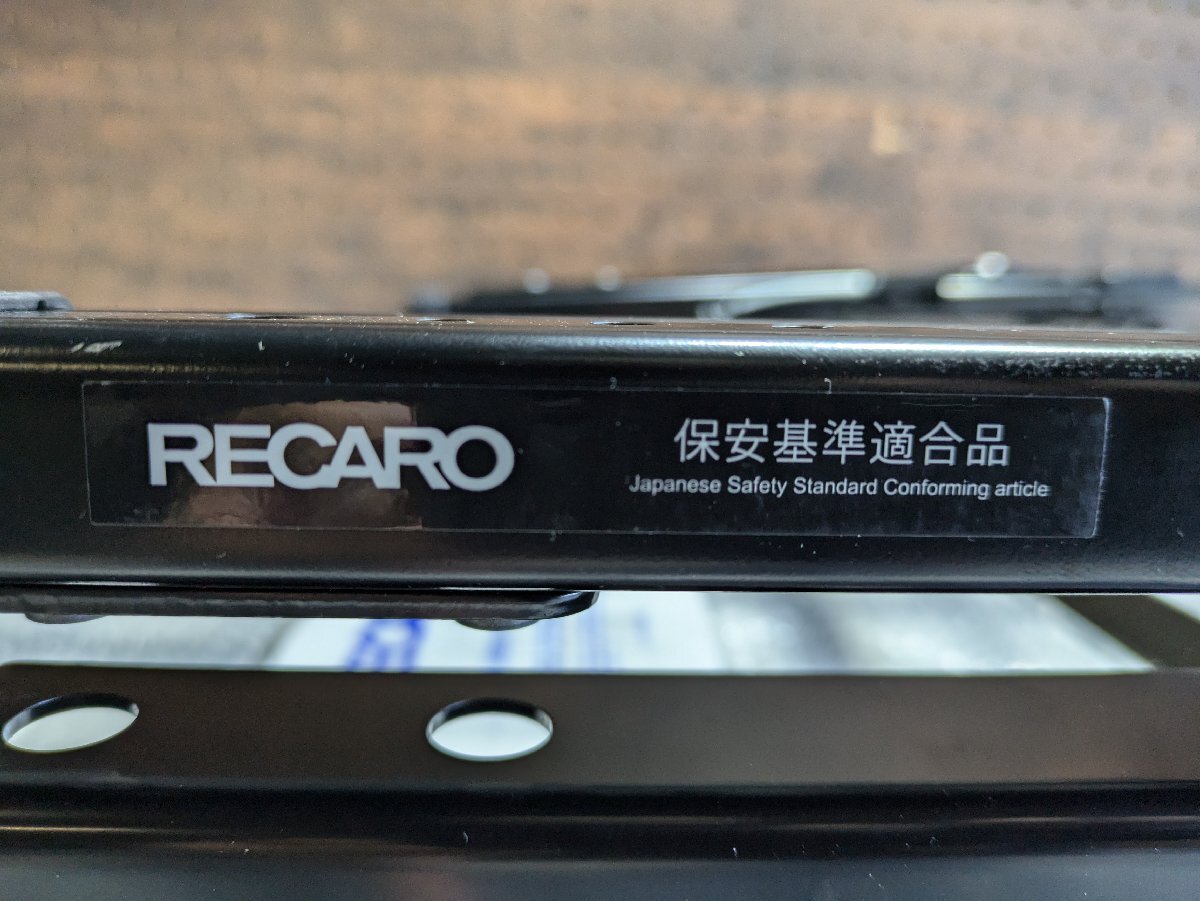 RECARO
保安基準適合品
Japanese Safety Standard Conforming article